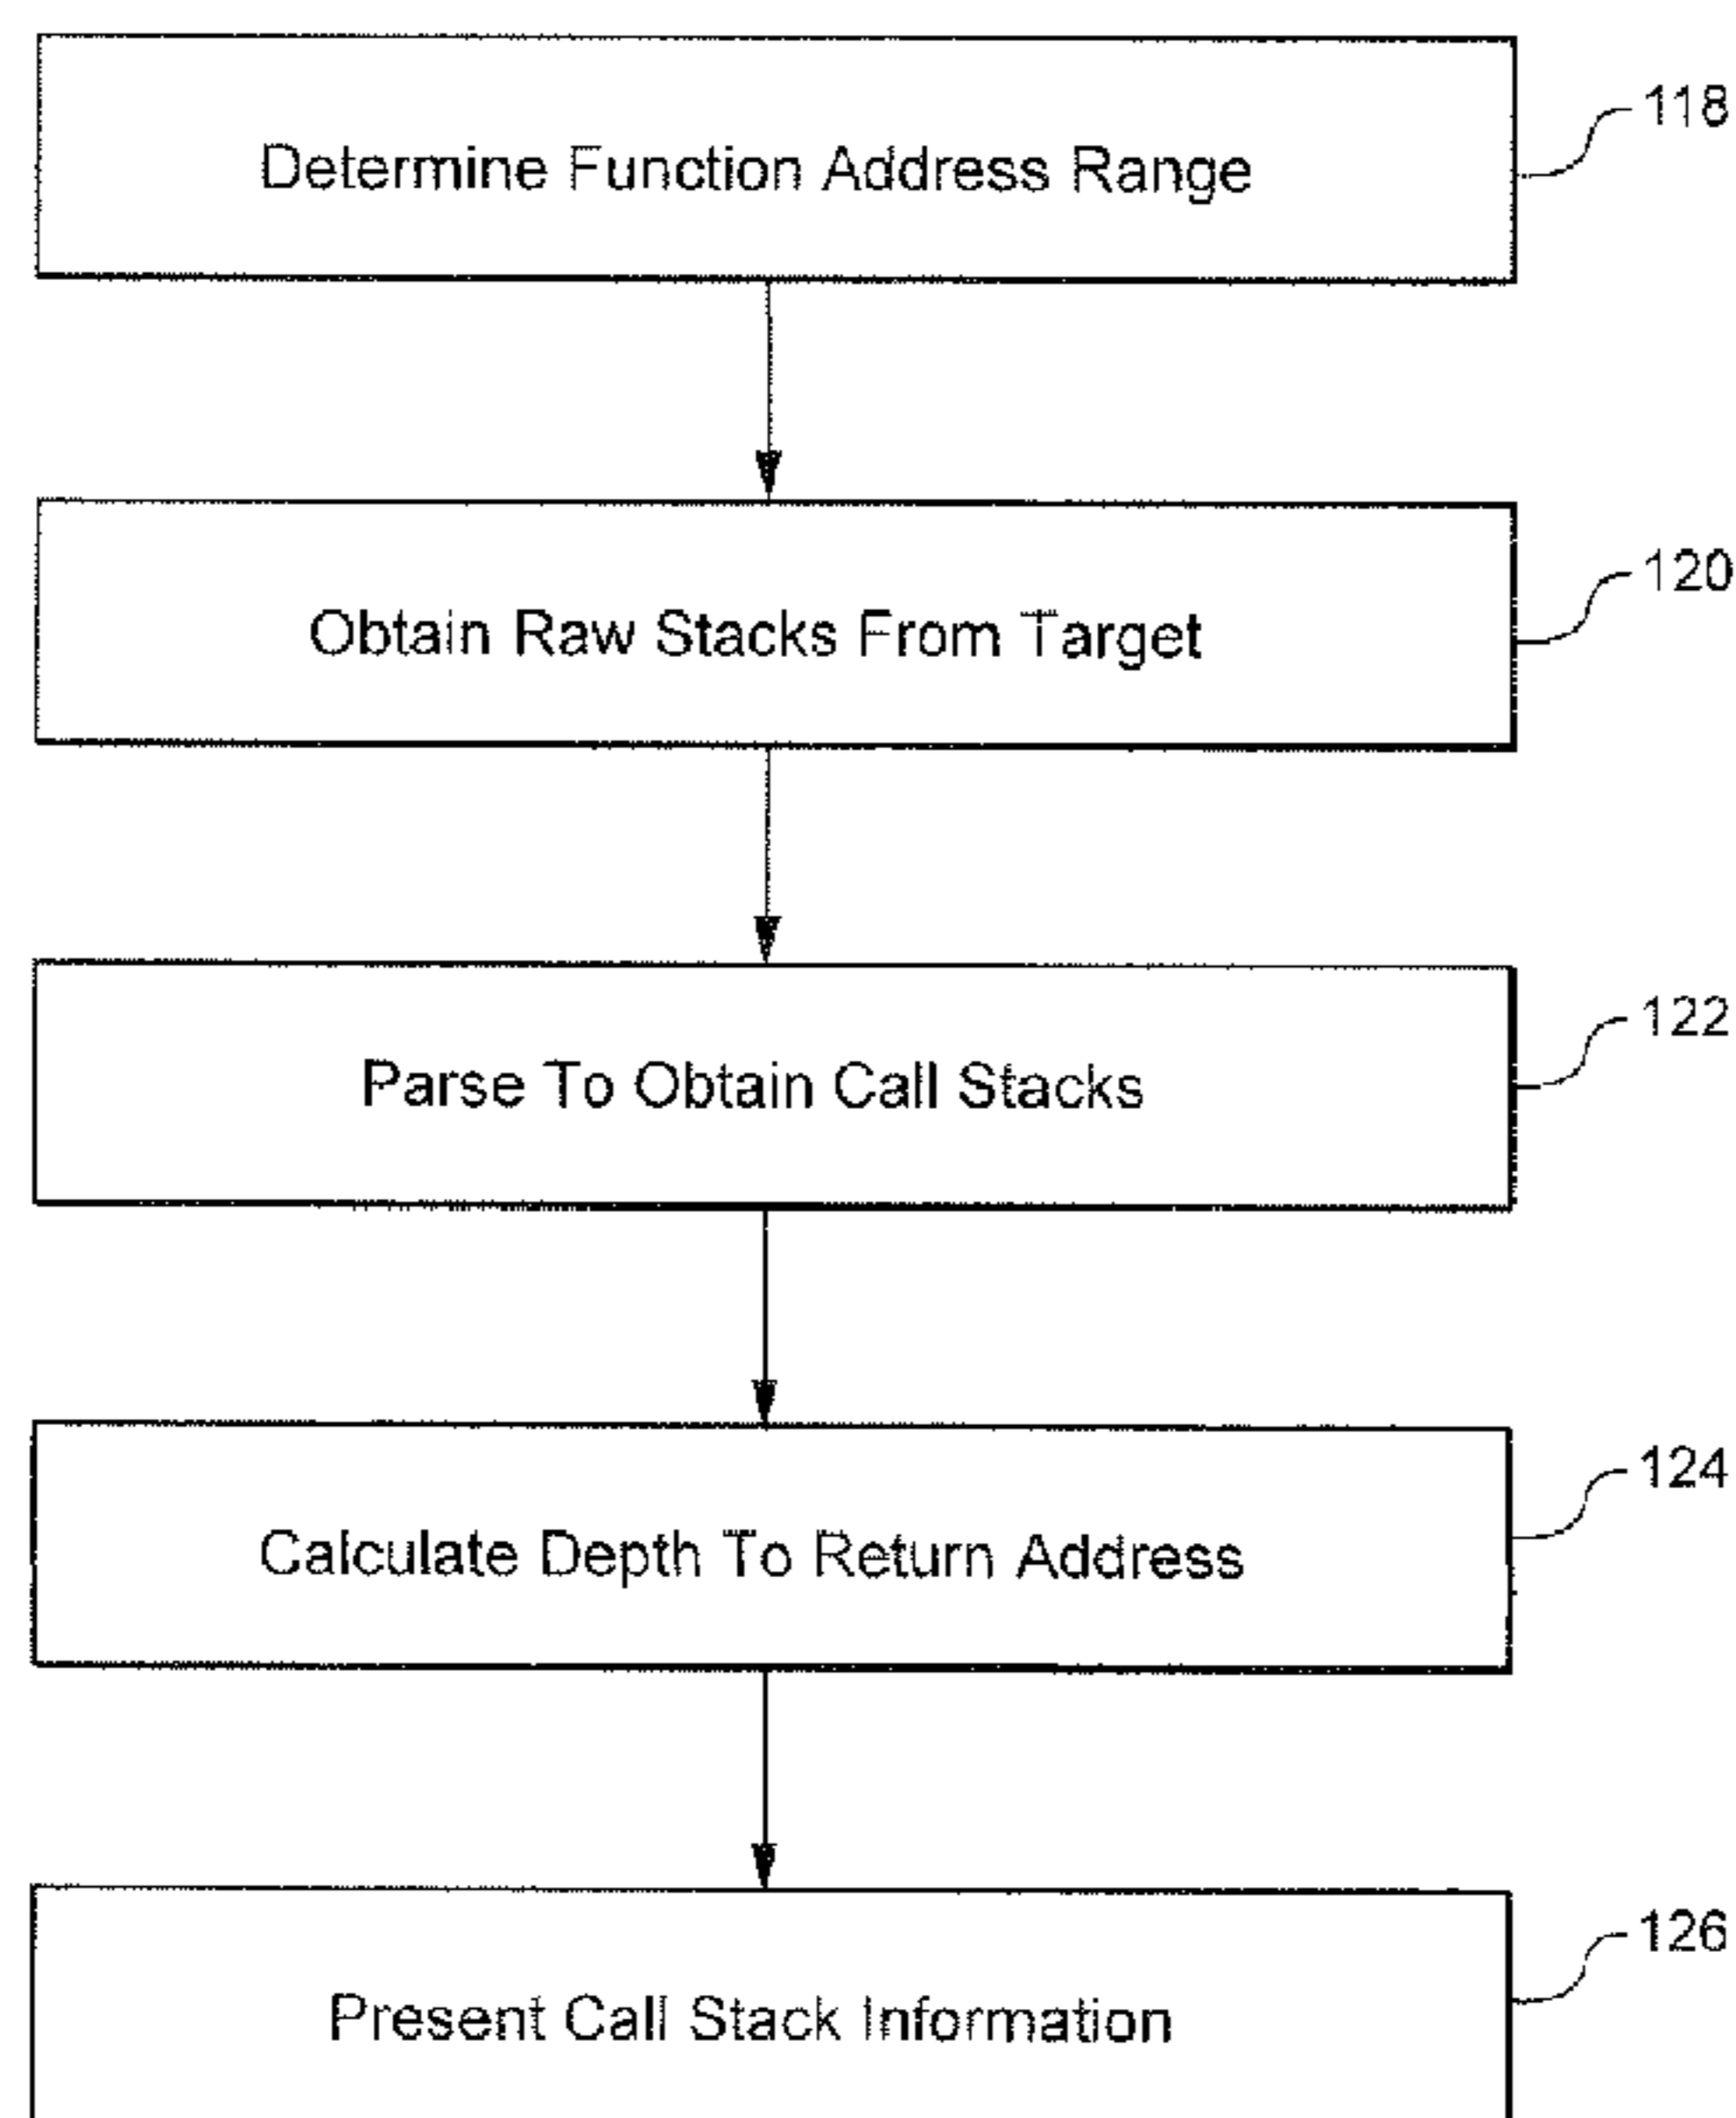 118
Determine Function Address Range
120
Obtain Raw Stacks From Target
122
Parse To Obtain Call Stacks
124
Calculate Depth To Return Address
126
Present Call Stack Information